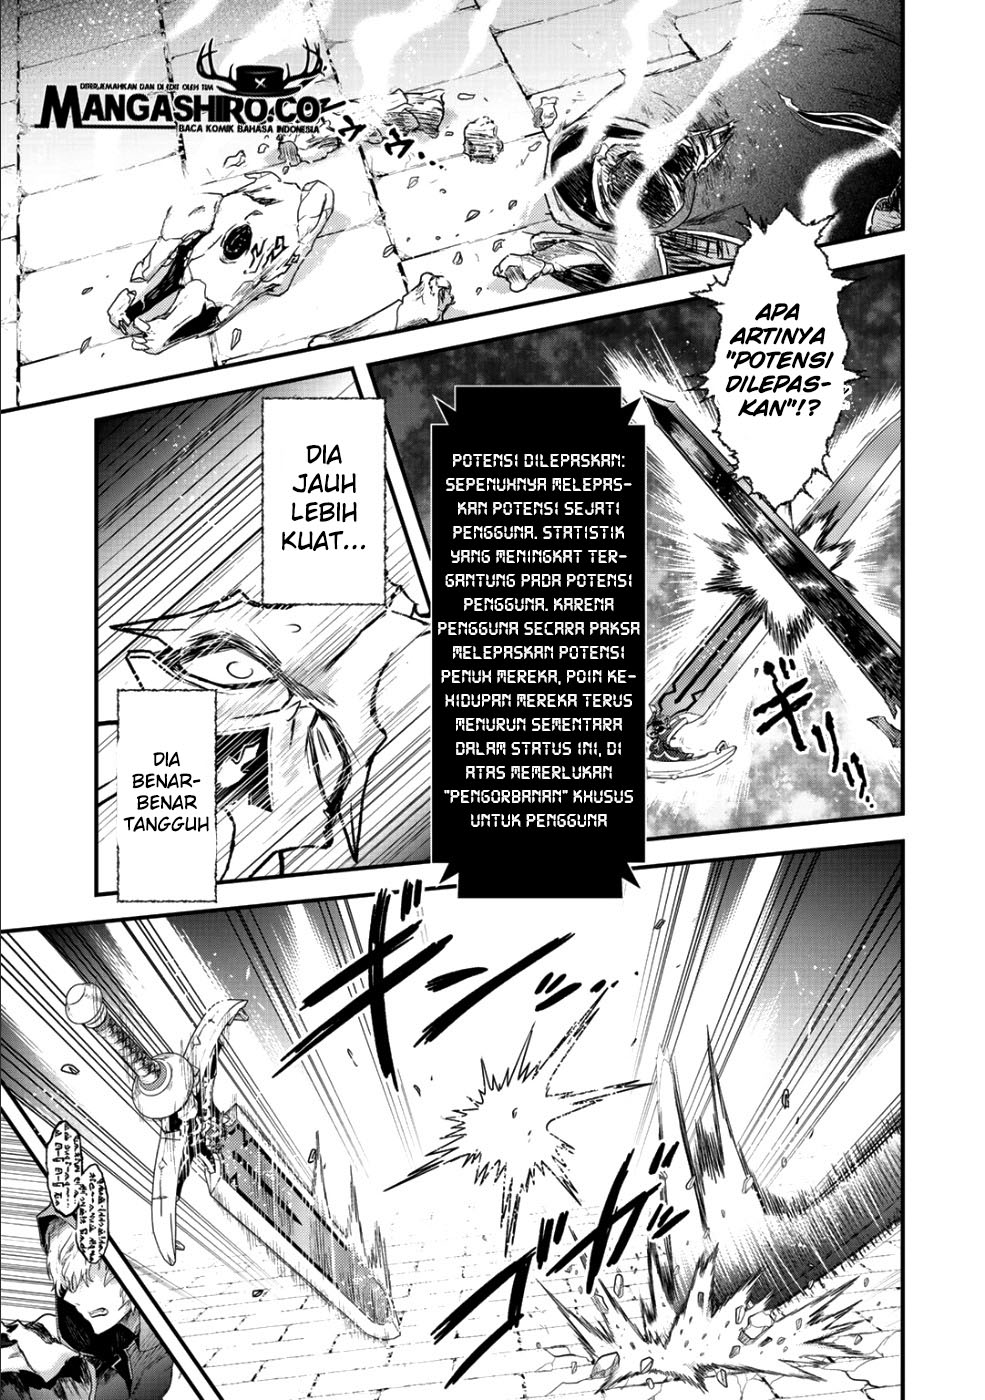 DITERJEMAHKAN DAN DI EDIT OLEH TIM
MANGASHIRO.CO
BACA KOMIK BAHASA INDONESIA
APA
ARTINYA
"POTENSI
DILEPAS-
KAN"!?
POTENSI DILEPASKAN:
SEPENUHNYA MELEPAS-
KAN POTENSI SEJATI
PENGGUNA. STATISTIK
YANG MENINGKAT TER-
GANTUNG PADA POTENSI
PENGGUNA. KARENA
PENGGUNA SECARA PAKSA
MELEPASKAN POTENSI
PENUH MEREKA, POIN KE-
HIDUPAN MEREKA TERUS
MENURUN SEMENTARA
DALAM STATUS INI, DI
ATAS MEMERLUKAN
"PENGORBANAN" KHUSUS
UNTUK PENGGUNA
DIA
JAUH
LEBIH
KUAT...
DIA
BENAR-
BENAR
TANGGUH
ギッ
ギンッ
ドゴ